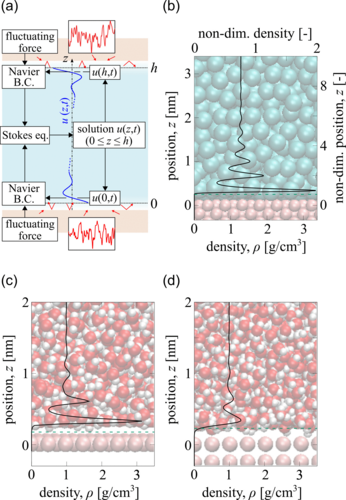 (a)
fluctuating
force
z
Navier
B.C.
u(h,t)
h
u(z,t)
Stokes eq.
solution u(z,t)
(0 ≤ z ≤ h)
Navier
B.C.
u(0,t)
0
fluctuating
force
(b)
non-dim. density [-]
0 1 2
position, z [nm]
3
2
1
0
non-dim. position, z [-]
8
4
0
0 1 2 3
density, ρ [g/cm³]
(c)
position, z [nm]
2
1
0
0 1 2 3
density, ρ [g/cm³]
(d)
position, z [nm]
2
1
0
0 1 2 3
density, ρ [g/cm³]